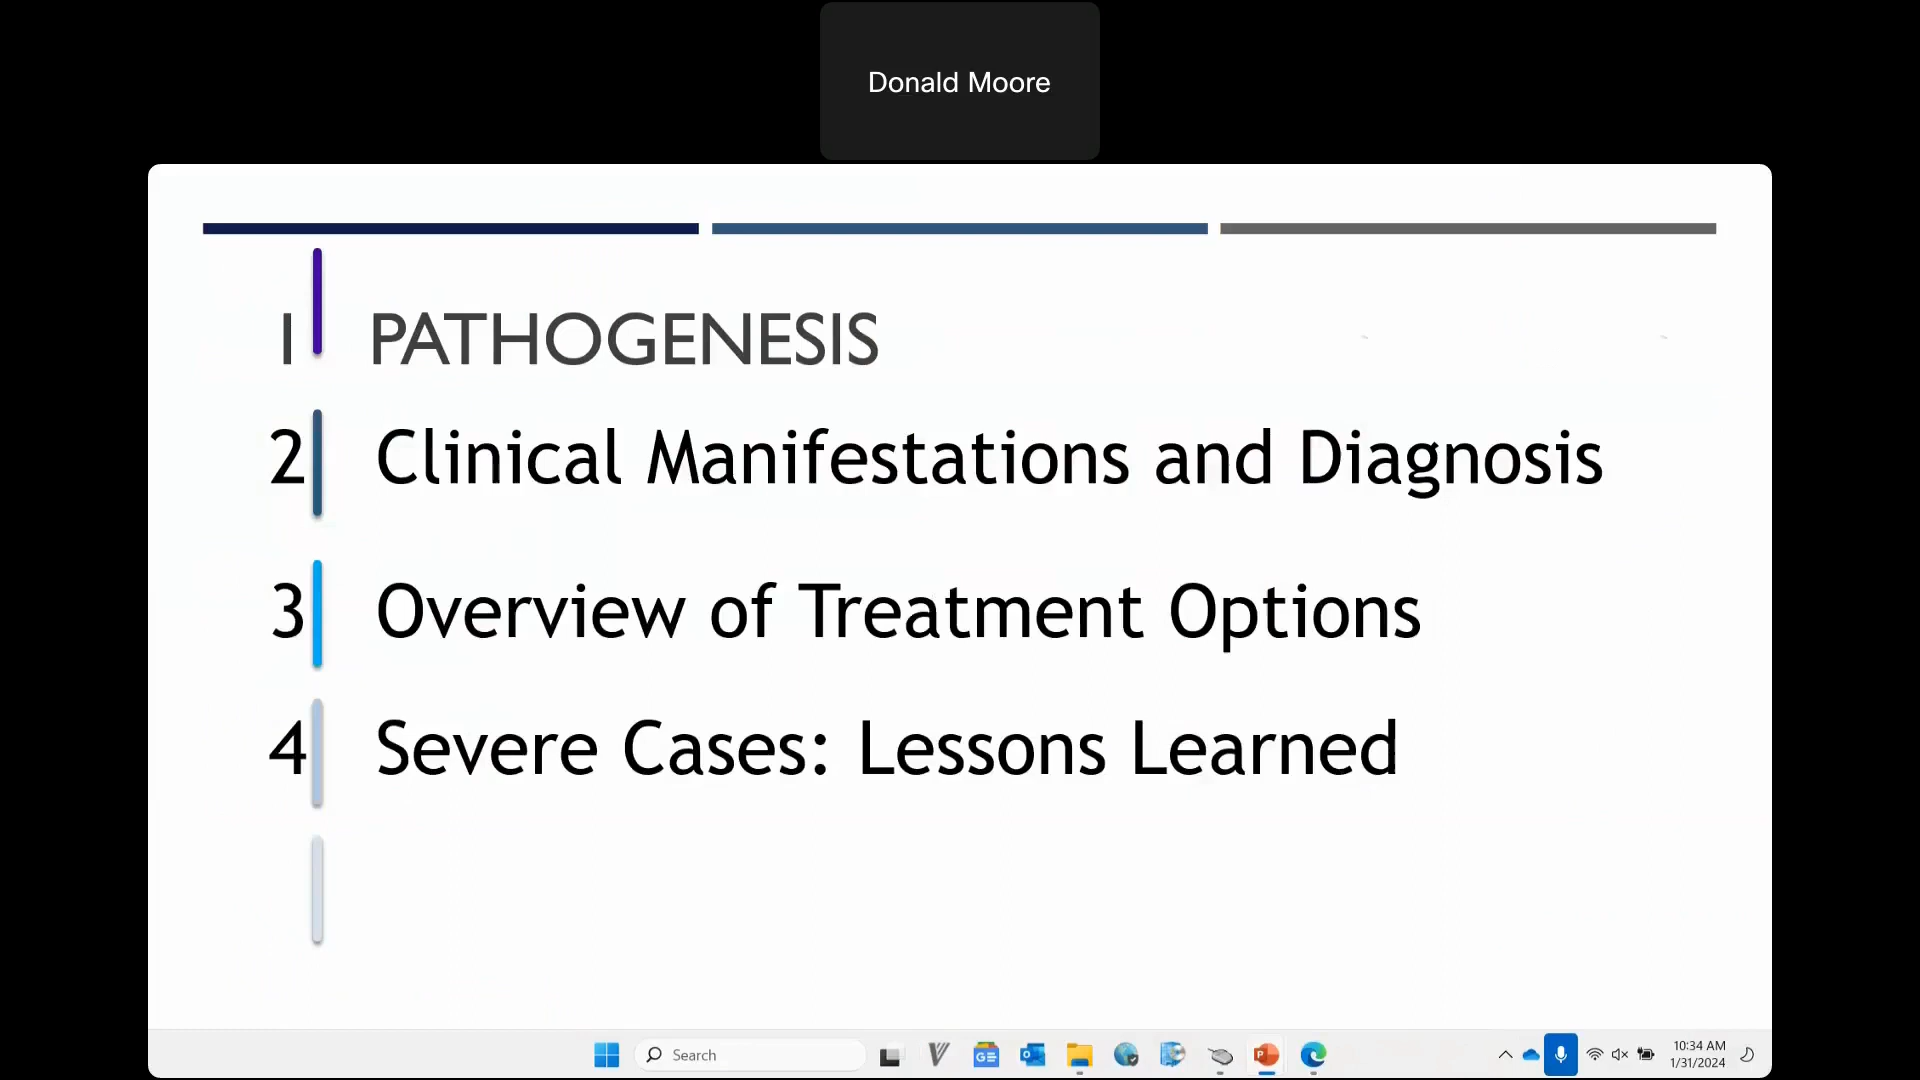 Donald Moore
1 PATHOGENESIS
2 Clinical Manifestations and Diagnosis
3 Overview of Treatment Options
4 Severe Cases: Lessons Learned
Search
10:34 AM
1/31/2024